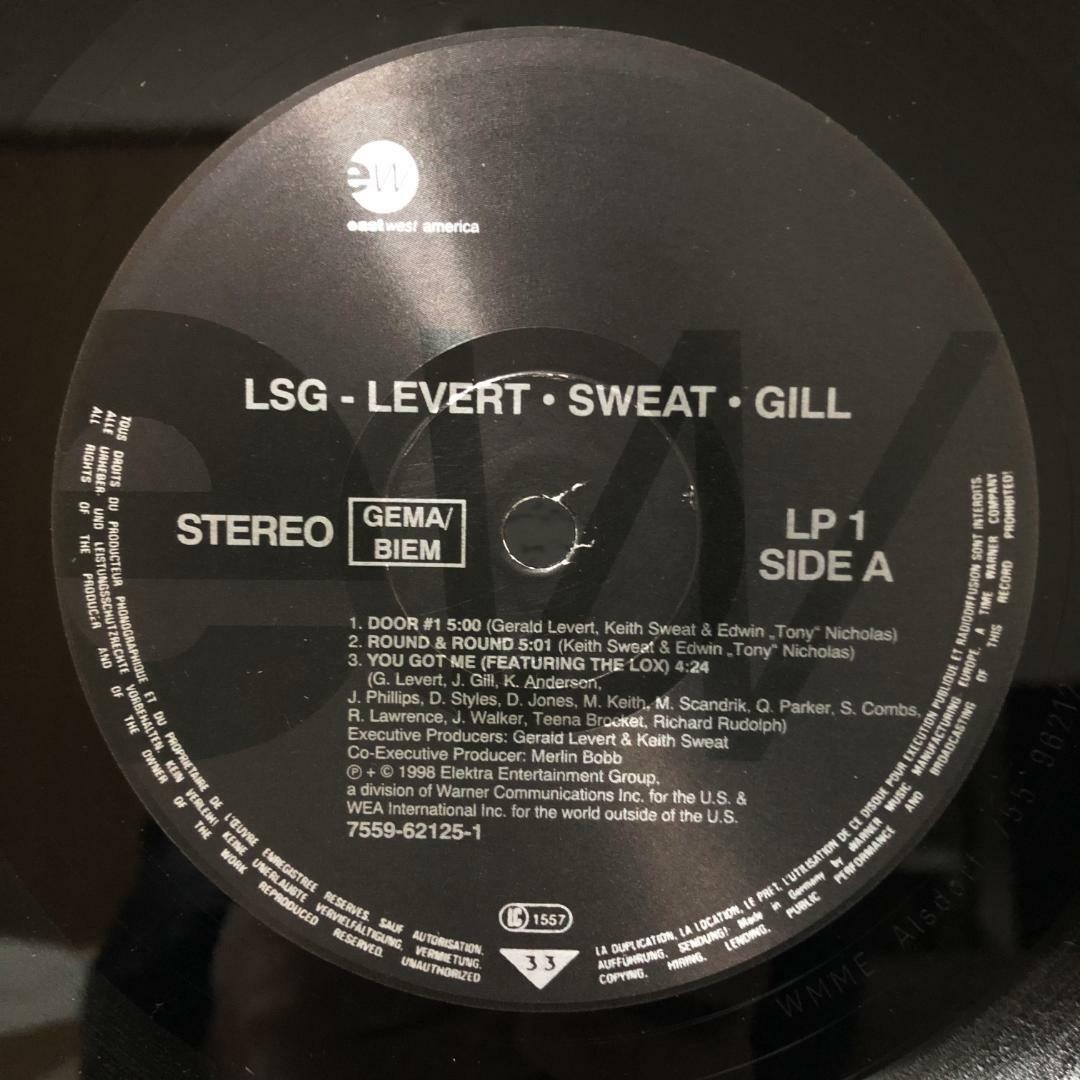 ew
eastwest america
LSG - LEVERT • SWEAT • GILL
STEREO
GEMA/
BIEM
LP 1
SIDE A
1. DOOR #1 5:00 (Gerald Levert, Keith Sweat & Edwin „Tony“ Nicholas)
2. ROUND & ROUND 5:01 (Keith Sweat & Edwin „Tony“ Nicholas)
3. YOU GOT ME (FEATURING THE LOX) 4:24
(G. Levert, J. Gill, K. Anderson,
J. Phillips, D. Styles, D. Jones, M. Keith, M. Scandrik, Q. Parker, S. Combs,
R. Lawrence, J. Walker, Teena Brocket, Richard Rudolph)
Executive Producers: Gerald Levert & Keith Sweat
Co-Executive Producer: Merlin Bobb
℗ + © 1998 Elektra Entertainment Group,
a division of Warner Communications Inc. for the U.S. &
WEA International Inc. for the world outside of the U.S.
7559-62125-1
LC 1557
33
TOUS DROITS DU PRODUCTEUR PHONOGRAPHIQUE ET DU PROPRIETAIRE DE L'ŒUVRE ENREGISTREE RESERVES. SAUF AUTORISATION, LA DUPLICATION, LA LOCATION, LE PRET, L'UTILISATION DE CE DISQUE POUR EXECUTION PUBLIQUE ET RADIODIFFUSION SONT INTERDITS.
ALLE URHEBER- UND LEISTUNGSSCHUTZRECHTE VORBEHALTEN. KEIN VERLEIH! KEINE UNERLAUBTE VERVIELFÄLTIGUNG, VERMIETUNG, AUFFÜHRUNG, SENDUNG! Made in Germany by WARNER MUSIC MANUFACTURING EUROPE. A TIME WARNER COMPANY
ALL RIGHTS OF THE PRODUCER AND OF THE OWNER OF THE WORK REPRODUCED RESERVED. UNAUTHORIZED COPYING, HIRING, LENDING, PUBLIC PERFORMANCE AND BROADCASTING OF THIS RECORD PROHIBITED!
WMME Alsdorf